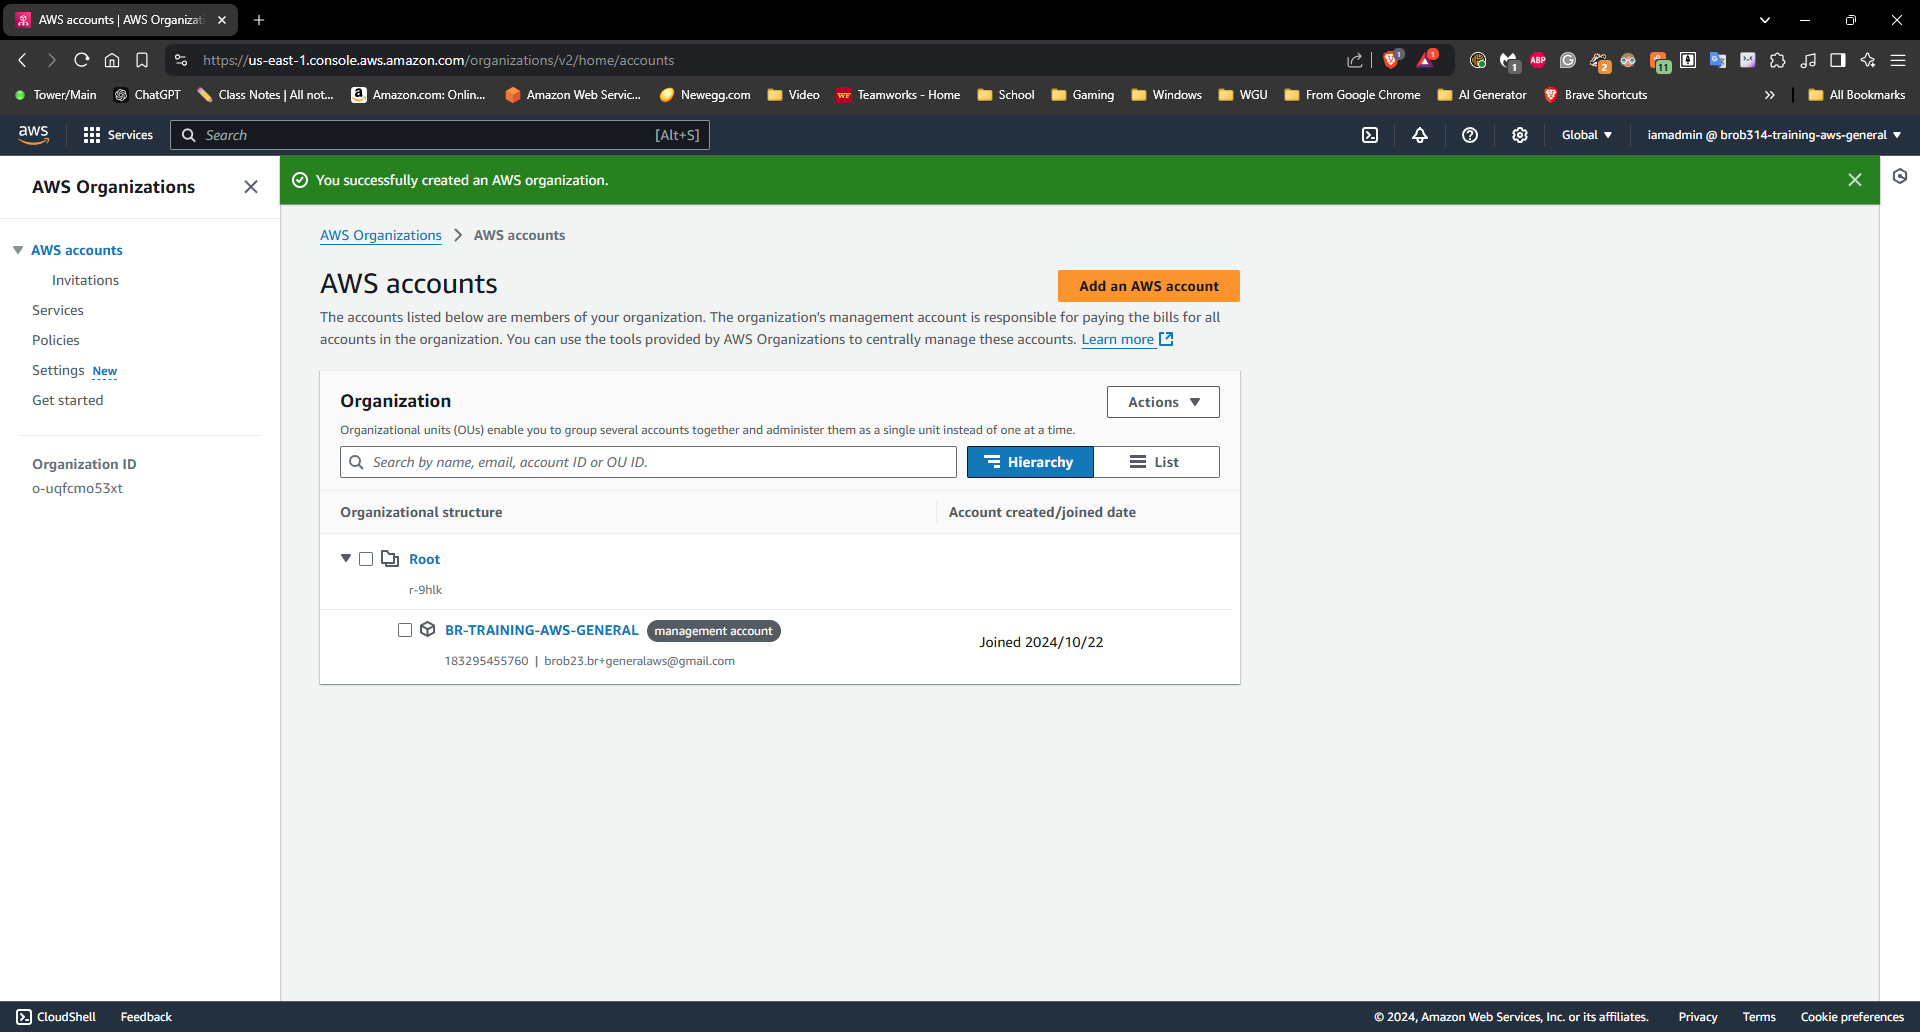 AWS accounts | AWS Organizati
https://us-east-1.console.aws.amazon.com/organizations/v2/home/accounts
1
1
1
ABP
2
11
Tower/Main
ChatGPT
Class Notes | All not...
Amazon.com: Onlin...
Amazon Web Servic...
Newegg.com
Video
WF
Teamworks - Home
School
Gaming
Windows
WGU
From Google Chrome
AI Generator
Brave Shortcuts
All Bookmarks
aws
Services
Search
[Alt+S]
Global
iamadmin @ brob314-training-aws-general
AWS Organizations
AWS accounts
Invitations
Services
Policies
Settings New
Get started
Organization ID
o-uqfcmo53xt
You successfully created an AWS organization.
AWS Organizations > AWS accounts
AWS accounts
Add an AWS account
The accounts listed below are members of your organization. The organization's management account is responsible for paying the bills for all
accounts in the organization. You can use the tools provided by AWS Organizations to centrally manage these accounts. Learn more
Organization
Actions
Organizational units (OUs) enable you to group several accounts together and administer them as a single unit instead of one at a time.
Search by name, email, account ID or OU ID.
Hierarchy
List
Organizational structure
Account created/joined date
Root
r-9hlk
BR-TRAINING-AWS-GENERAL management account
183295455760 | brob23.br+generalaws@gmail.com
Joined 2024/10/22
CloudShell
Feedback
© 2024, Amazon Web Services, Inc. or its affiliates.
Privacy
Terms
Cookie preferences